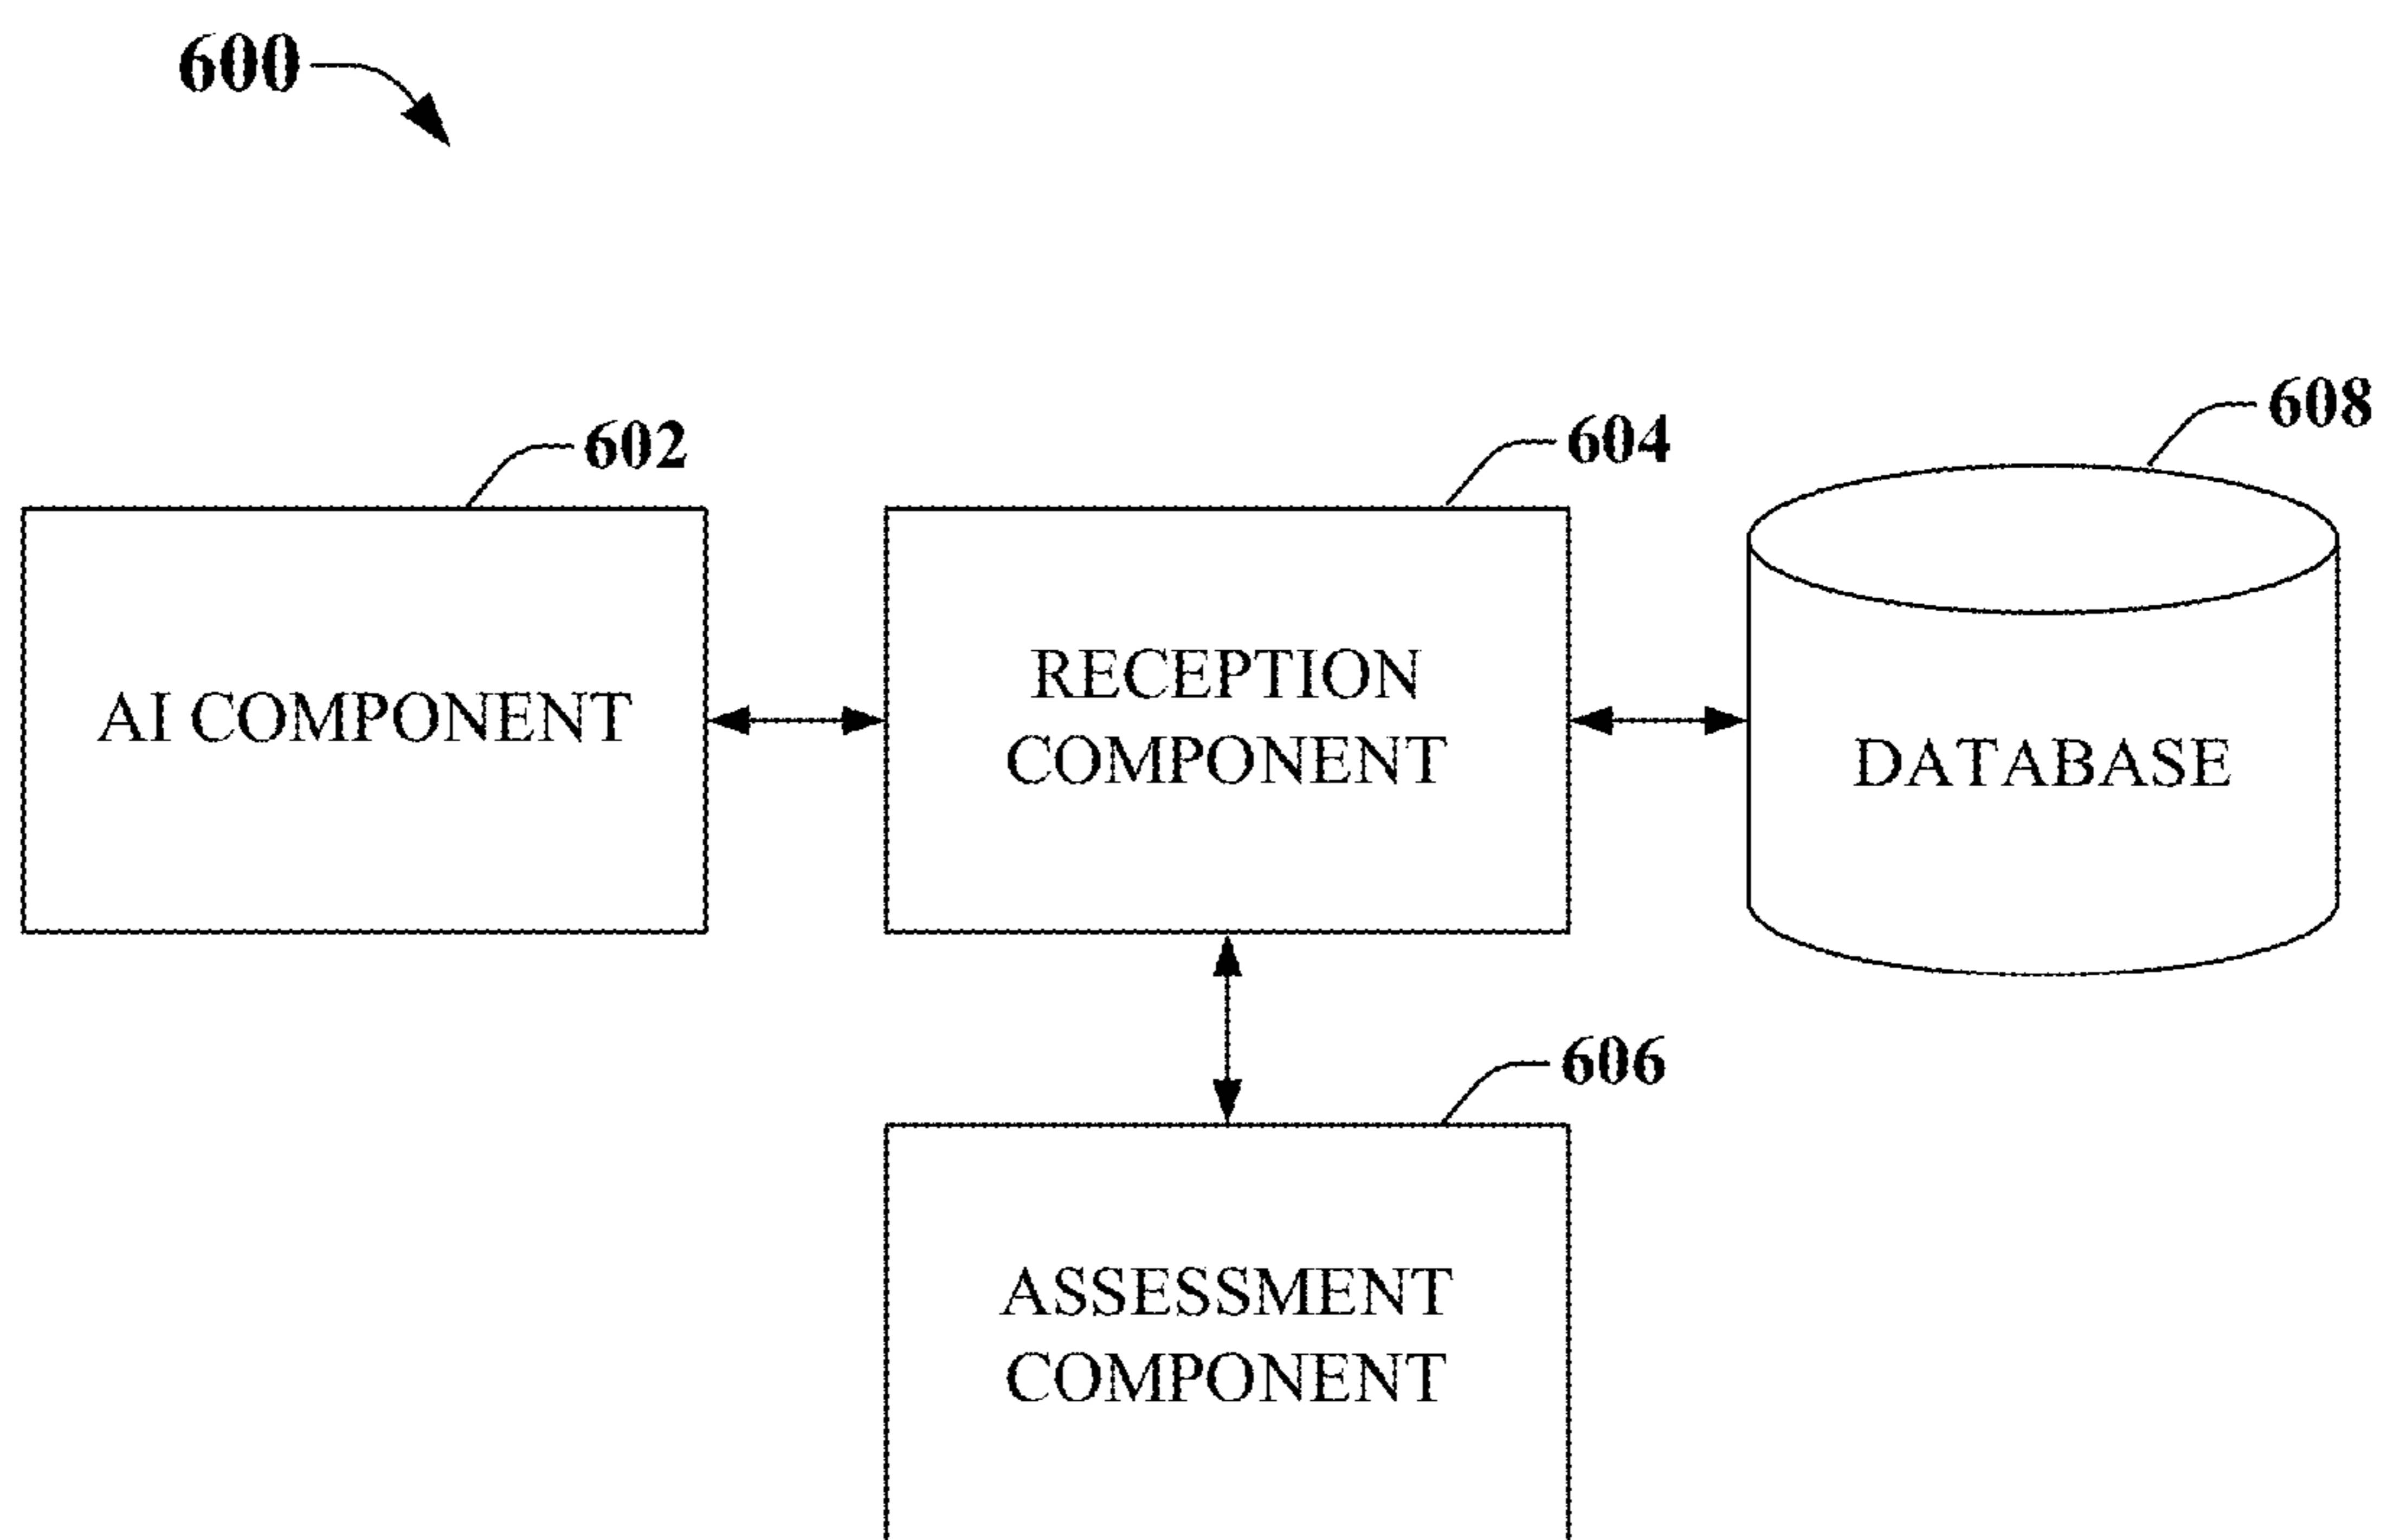 600
602
604
608
AI COMPONENT
RECEPTION
COMPONENT
DATABASE
606
ASSESSMENT
COMPONENT